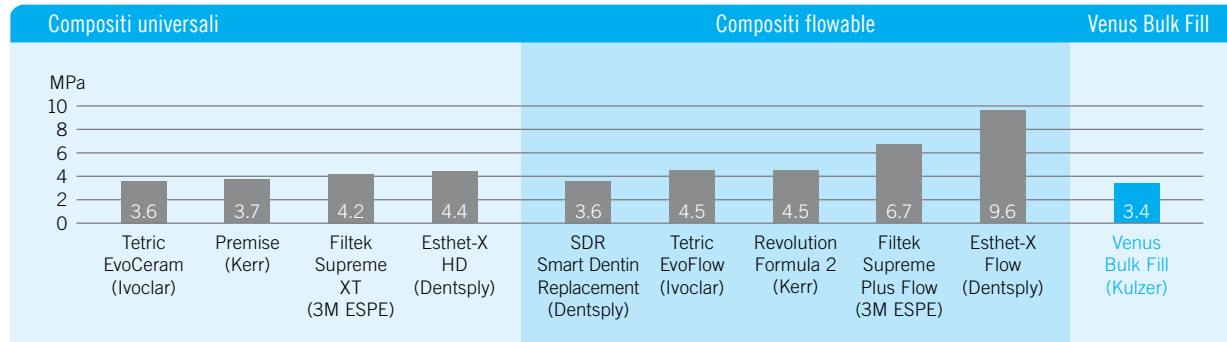 Compositi universali
Compositi flowable
Venus Bulk Fill
MPa
10
8
6
4
2
0
3.6
3.7
4.2
4.4
3.6
4.5
4.5
6.7
9.6
3.4
Tetric
EvoCeram
(Ivoclar)
Premise
(Kerr)
Filtek
Supreme
XT
(3M ESPE)
Esthet-X
HD
(Dentsply)
SDR
Smart Dentin
Replacement
(Dentsply)
Tetric
EvoFlow
(Ivoclar)
Revolution
Formula 2
(Kerr)
Filtek
Supreme
Plus Flow
(3M ESPE)
Esthet-X
Flow
(Dentsply)
Venus
Bulk Fill
(Kulzer)